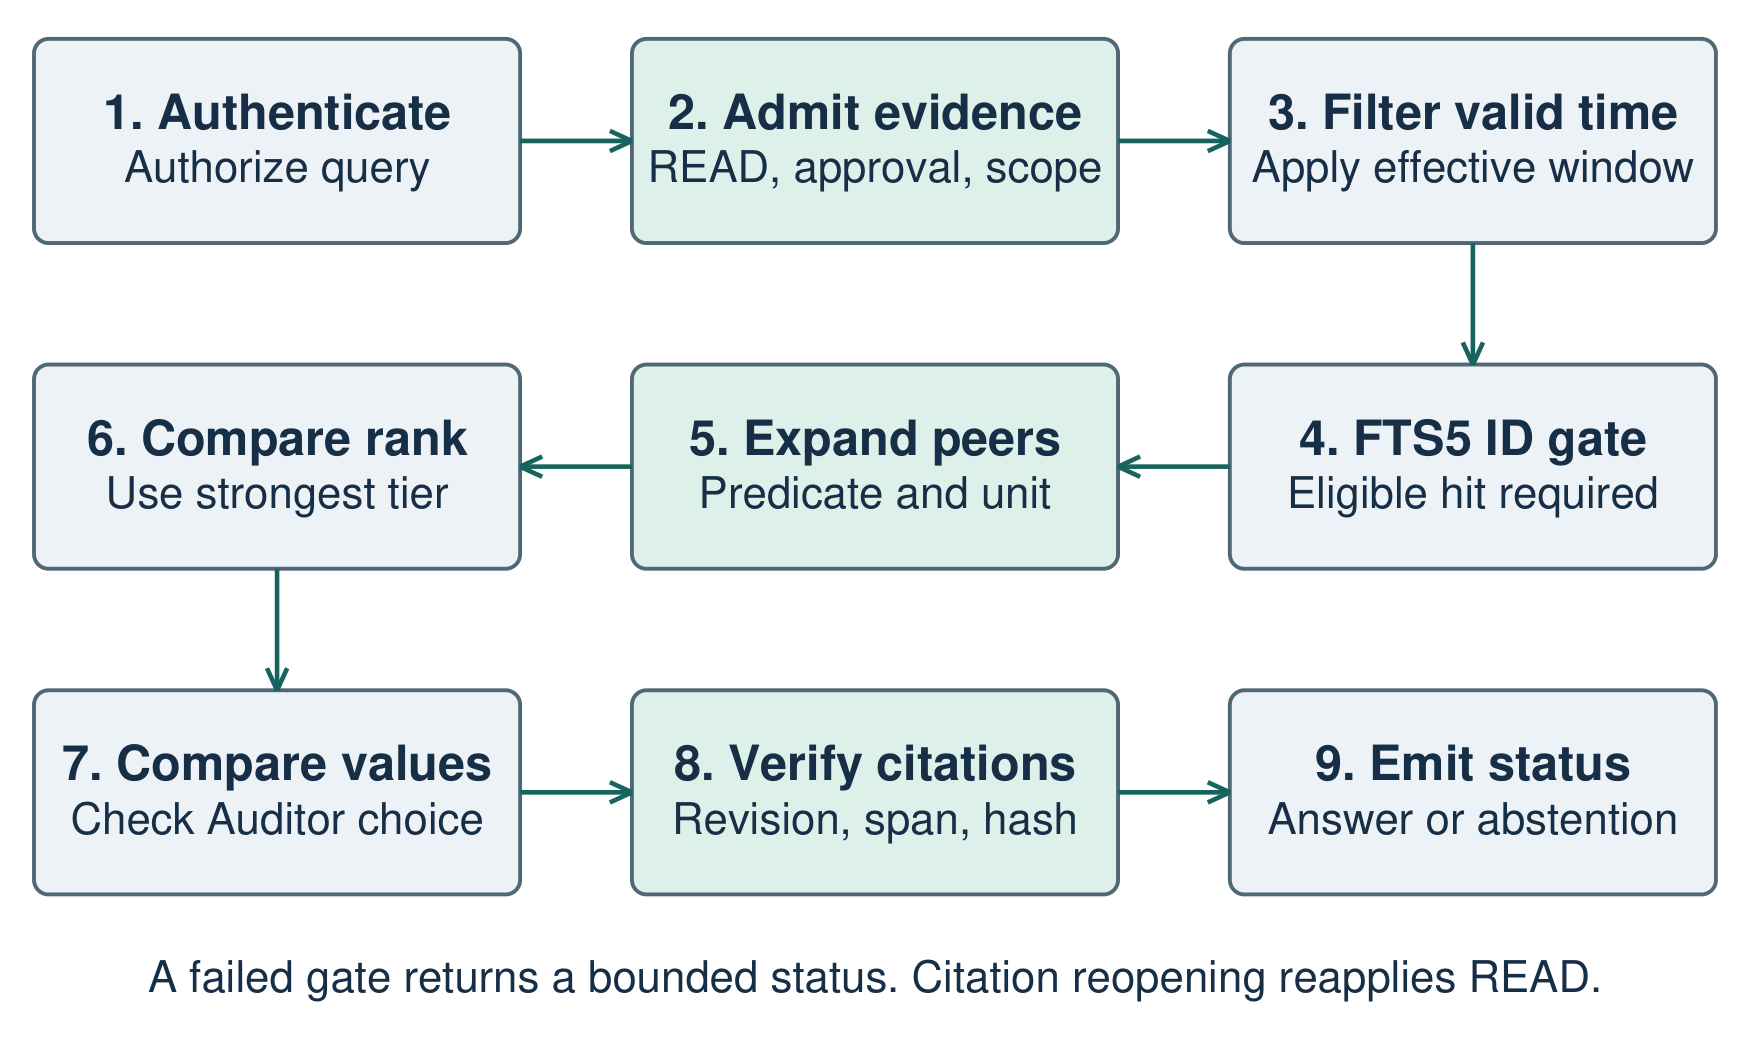 1. Authenticate
Authorize query
2. Admit evidence
READ, approval, scope
3. Filter valid time
Apply effective window
4. FTS5 ID gate
Eligible hit required
5. Expand peers
Predicate and unit
6. Compare rank
Use strongest tier
7. Compare values
Check Auditor choice
8. Verify citations
Revision, span, hash
9. Emit status
Answer or abstention
A failed gate returns a bounded status. Citation reopening reapplies READ.